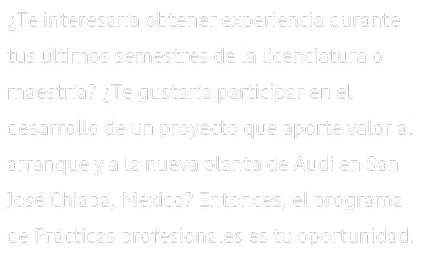 ¿Te interesaría obtener experiencia durante
tus últimos semestres de la licenciatura o
maestría? ¿Te gustaría participar en el
desarrollo de un proyecto que aporte valor al
arranque y a la nueva planta de Audi en San
José Chiapa, México? Entonces, el programa
de Prácticas profesionales es tu oportunidad.